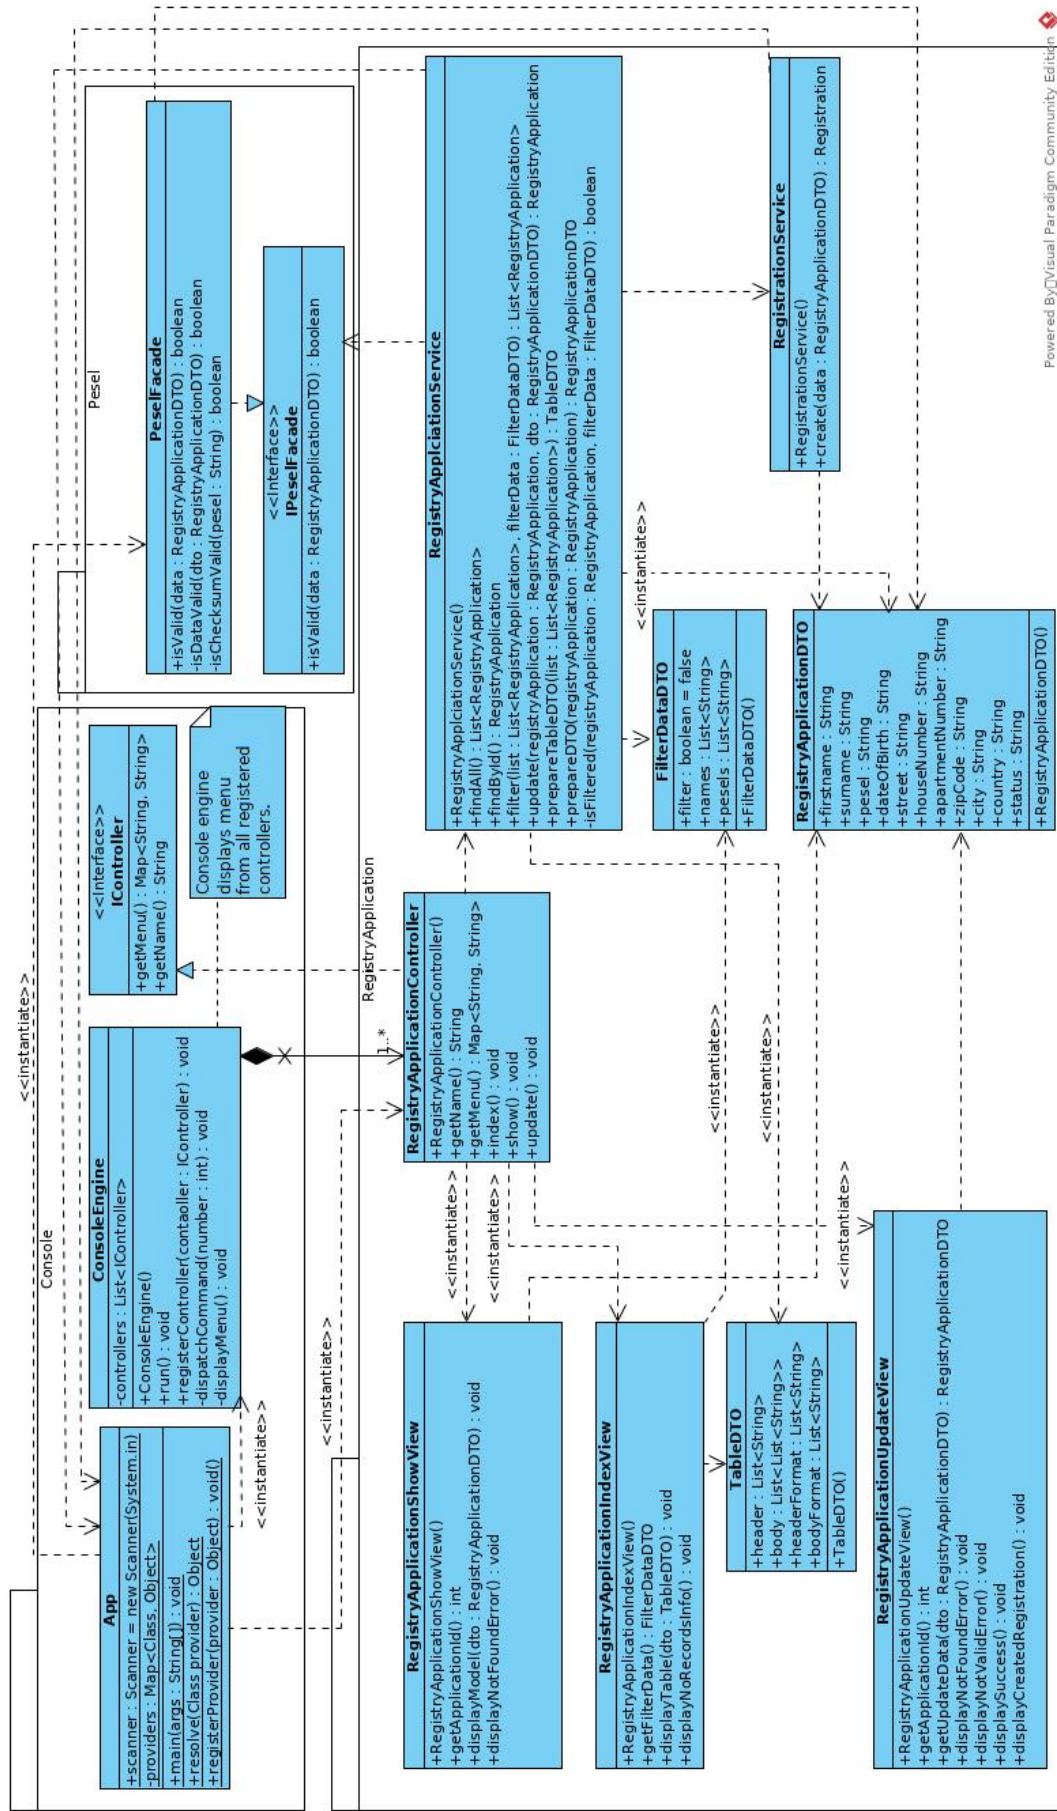 Console
App
+scanner : Scanner = new Scanner(System.in)
-providers : Map<Class, Object>
+main(args : String[]) : void
+resolve(Class provider) : Object
+registerProvider(provider : Object) : void()
ConsoleEngine
-controllers : List<IController>
+ConsoleEngine()
+run() : void
+registerController(contaoller : IController) : void
-dispatchCommand(number : int) : void
-displayMenu() : void
<<Interface>>
IController
+getMenu() : Map<String, String>
+getName() : String
Console engine
displays menu
from all registered
controllers.
<<instantiate>>
<<instantiate>>
<<instantiate>>
Pesel
PeselFacade
+isValid(data : RegistryApplicationDTO) : boolean
-isDataValid(dto : RegistryApplicationDTO) : boolean
-isChecksumValid(pesel : String) : boolean
<<Interface>>
IPeselFacade
+isValid(data : RegistryApplicationDTO) : boolean
RegistryApplication
RegistryApplicationShowView
+RegistryApplicationShowView()
+getApplicationId() : int
+displayModel(dto : RegistryApplicationDTO) : void
+displayNotFoundError() : void
<<instantiate>>
<<instantiate>>
RegistryApplicationController
+RegistryApplicationController()
+getName() : String
+getMenu() : Map<String, String>
+index() : void
+show() : void
+update() : void
1..*
RegistryApplciationService
+RegistryApplciationService()
+findAll() : List<RegistryApplication>
+findById() : RegistryApplication
+filter(list : List<RegistryApplication>, filterData : FilterDataDTO) : List<RegistryApplication>
+update(registryApplication : RegistryApplication, dto : RegistryApplicationDTO) : RegistryApplication
+prepareTableDTO(list : List<RegistryApplication>) : TableDTO
+prepareDTO(registryApplication : RegistryApplication) : RegistryApplicationDTO
-isFiltered(registryApplication : RegistryApplication, filterData : FilterDataDTO) : boolean
RegistryApplicationIndexView
+RegistryApplicationIndexView()
+getFilterData() : FilterDataDTO
+displayTable(dto : TableDTO) : void
+displayNoRecordsInfo() : void
<<instantiate>>
<<instantiate>>
<<instantiate>>
<<instantiate>>
FilterDataDTO
+filter : boolean = false
+names : List<String>
+pesels : List<String>
+FilterDataDTO()
TableDTO
+header : List<String>
+body : List<List<String>>
+headerFormat : List<String>
+bodyFormat : List<String>
+TableDTO()
RegistrationService
+RegistrationService()
+create(data : RegistryApplicationDTO) : Registration
RegistryApplicationDTO
+firstname : String
+surname : String
+pesel : String
+dateOfBirth : String
+street : String
+houseNumber : String
+apartmentNumber : String
+zipCode : String
+city : String
+country : String
+status : String
+RegistryApplicationDTO()
RegistryApplicationUpdateView
+RegistryApplicationUpdateView()
+getApplicationId() : int
+getUpdateData(dto : RegistryApplicationDTO) : RegistryApplicationDTO
+displayNotFoundError() : void
+displayNotValidError() : void
+displaySuccess() : void
+displayCreatedRegistration() : void
Powered By Visual Paradigm Community Edition